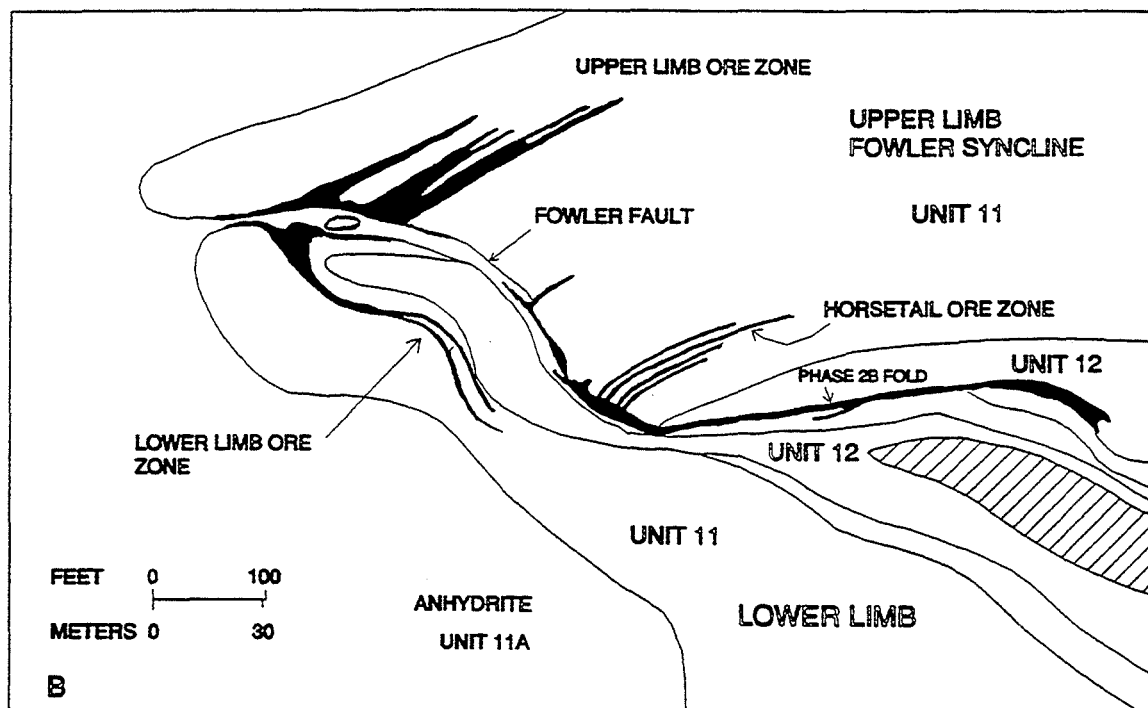 UPPER LIMB ORE ZONE
UPPER LIMB
FOWLER SYNCLINE
FOWLER FAULT
UNIT 11
HORSETAIL ORE ZONE
PHASE 2B FOLD
UNIT 12
LOWER LIMB ORE
ZONE
UNIT 12
UNIT 11
FEET 0 100
METERS 0 30
ANHYDRITE
UNIT 11A
LOWER LIMB
B